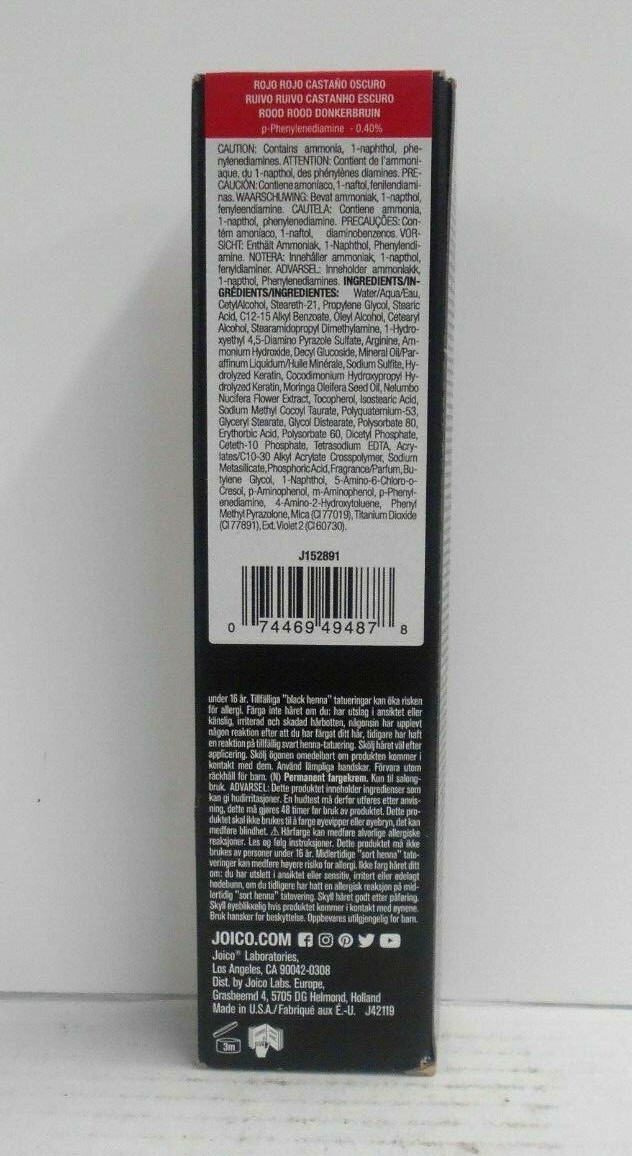 ROJO ROJO CASTAÑO OSCURO
RUIVO RUIVO CASTANHO ESCURO
ROOD ROOD DONKERBRUIN
p-Phenylenediamine - 0.40%
CAUTION: Contains ammonia, 1-naphthol, phe-
nylenediamines. ATTENTION: Contient de l'ammoni-
aque, du 1-napthol, des phénylènes diamines. PRE-
CAUCIÓN: Contiene amoníaco, 1-naftol, fenilendiami-
nas. WAARSCHUWING: Bevat ammoniak, 1-napthol,
fenyleendiamine. CAUTELA: Contiene ammonia,
1-napthol, phenylenediamine. PRECAUÇÕES: Con-
tém amoníaco, 1-naftol, diaminobenzenos. VOR-
SICHT: Enthält Ammoniak, 1-Naphthol, Phenylendi-
amine. NOTERA: Innehåller ammoniak, 1-napthol,
fenyldiaminer. ADVARSEL: Inneholder ammoniakk,
1-napthol, Phenylenediamines. INGREDIENTS/IN-
GRÉDIENTS/INGREDIENTES: Water/Aqua/Eau,
CetylAlcohol, Steareth-21, Propylene Glycol, Stearic
Acid, C12-15 Alkyl Benzoate, Oleyl Alcohol, Cetearyl
Alcohol, Stearamidopropyl Dimethylamine, 1-Hydro-
xyethyl 4,5-Diamino Pyrazole Sulfate, Arginine, Am-
monium Hydroxide, Decyl Glucoside, Mineral Oil/Par-
affinum Liquidum/Huile Minérale, Sodium Sulfite, Hy-
drolyzed Keratin, Cocodimonium Hydroxypropyl Hy-
drolyzed Keratin, Moringa Oleifera Seed Oil, Nelumbo
Nucifera Flower Extract, Tocopherol, Isostearic Acid,
Sodium Methyl Cocoyl Taurate, Polyquaternium-53,
Glyceryl Stearate, Glycol Distearate, Polysorbate 80,
Erythorbic Acid, Polysorbate 60, Dicetyl Phosphate,
Ceteth-10 Phosphate, Tetrasodium EDTA, Acry-
lates/C10-30 Alkyl Acrylate Crosspolymer, Sodium
Metasilicate, Phosphoric Acid, Fragrance/Parfum, Bu-
tylene Glycol, 1-Naphthol, 5-Amino-6-Chloro-o-
Cresol, p-Aminophenol, m-Aminophenol, p-Phenyl-
enediamine, 4-Amino-2-Hydroxytoluene, Phenyl
Methyl Pyrazolone, Mica (CI 77019), Titanium Dioxide
(CI 77891), Ext. Violet 2 (CI 60730).
J152891
0 74469 49487 8
under 16 år. Tillfälliga "black henna" tatueringar kan öka risken
för allergi. Färga inte håret om du: har utslag i ansiktet eller
känslig, irriterad och skadad hårbotten, någonsin har upplevt
någon reaktion efter att du har färgat ditt hår, tidigare har haft
en reaktion på tillfällig svart henna-tatuering. Skölj håret väl efter
applicering. Skölj ögonen omedelbart om produkten kommer i
kontakt med dem. Använd lämpliga handskar. Förvara utom
räckhåll för barn. (N) Permanent fargekrem. Kun til salong-
bruk. ADVARSEL: Dette produktet inneholder ingredienser som
kan gi hudirritasjoner. En hudtest må derfor utføres etter anvis-
ning, dette må gjøres 48 timer før bruk av produktet. Dette pro-
duktet skal ikke brukes til å farge øyevipper eller øyebryn, det kan
medføre blindhet. ⚠ Hårfarge kan medføre alvorlige allergiske
reaksjoner. Les og følg instruksjoner. Dette produktet må ikke
brukes av personer under 16 år. Midlertidige "sort henna" tato-
veringer kan medføre høyere risiko for allergi. Ikke farg håret ditt
om: du har utslett i ansiktet eller sensitiv, irritert eller ødelagt
hodebunn, om du tidligere har hatt en allergisk reaksjon på mid-
lertidig "sort henna" tatovering. Skyll håret godt etter påføring.
Skyll øyeblikkelig hvis produktet kommer i kontakt med øynene.
Bruk hansker for beskyttelse. Oppbevares utilgjengelig for barn.
JOICO.COM
Joico® Laboratories,
Los Angeles, CA 90042-0308
Dist. by Joico Labs. Europe,
Grasbeemd 4, 5705 DG Helmond, Holland
Made in U.S.A./Fabriqué aux É.-U. J42119
3m